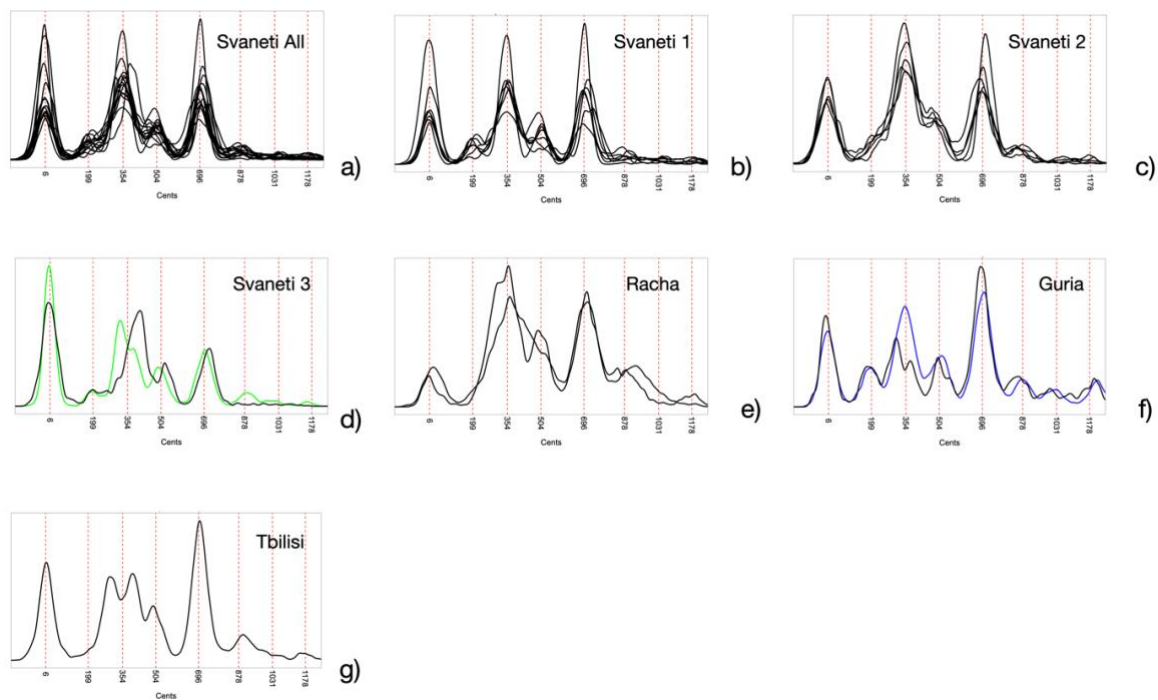 Svaneti All
6 199 354 504 696 878 1031 1178
Cents
a)
Svaneti 1
6 199 354 504 696 878 1031 1178
Cents
b)
Svaneti 2
6 199 354 504 696 878 1031 1178
Cents
c)
Svaneti 3
6 199 354 504 696 878 1031 1178
Cents
d)
Racha
6 199 354 504 696 878 1031 1178
Cents
e)
Guria
6 199 354 504 696 878 1031 1178
Cents
f)
Tbilisi
6 199 354 504 696 878 1031 1178
Cents
g)